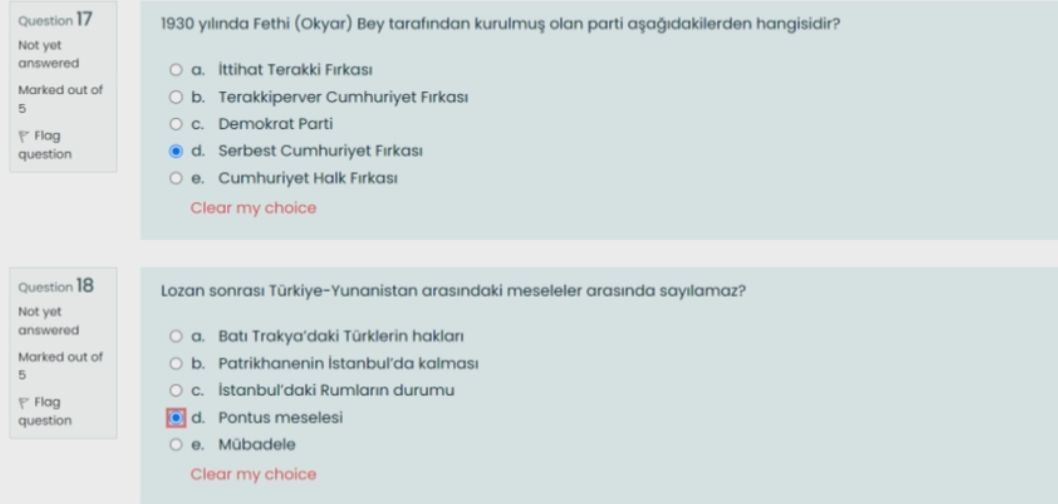 Question 17
Not yet
answered
Marked out of
5
Flag
question
1930 yılında Fethi (Okyar) Bey tarafından kurulmuş olan parti aşağıdakilerden hangisidir?
a. İttihat Terakki Fırkası
b. Terakkiperver Cumhuriyet Fırkası
c. Demokrat Parti
d. Serbest Cumhuriyet Fırkası
e. Cumhuriyet Halk Fırkası
Clear my choice
Question 18
Not yet
answered
Marked out of
5
Flag
question
Lozan sonrası Türkiye-Yunanistan arasındaki meseleler arasında sayılamaz?
a. Batı Trakya'daki Türklerin hakları
b. Patrikhanenin İstanbul'da kalması
c. İstanbul'daki Rumların durumu
d. Pontus meselesi
e. Mübadele
Clear my choice